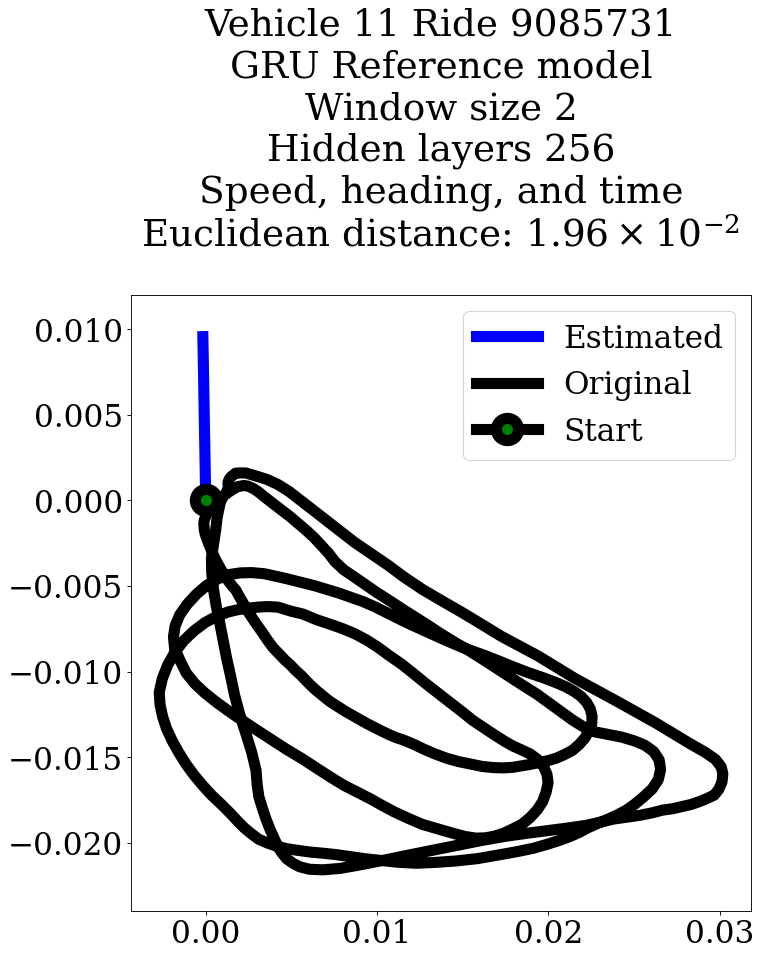 Vehicle 11 Ride 9085731
GRU Reference model
Window size 2
Hidden layers 256
Speed, heading, and time
Euclidean distance: 1.96 × 10⁻²
Estimated
Original
Start
0.010
0.005
0.000
−0.005
−0.010
−0.015
−0.020
0.00 0.01 0.02 0.03